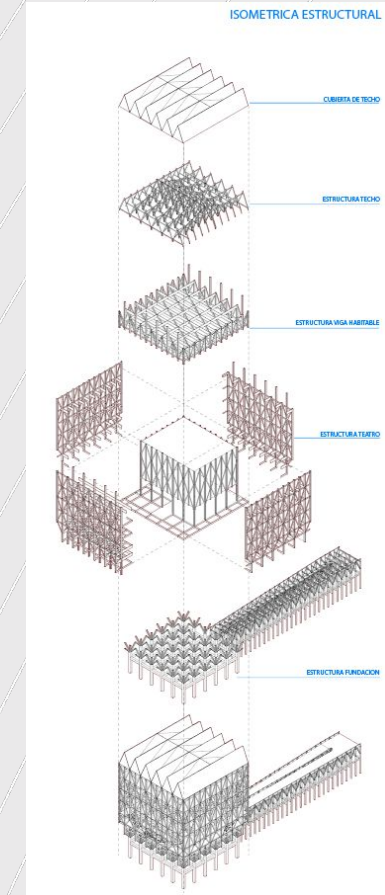 ISOMETRICA ESTRUCTURAL
CUBIERTA DE TECHO
ESTRUCTURA TECHO
ESTRUCTURA VIGA HABITABLE
ESTRUCTURA TEATRO
ESTRUCTURA FUNDACION